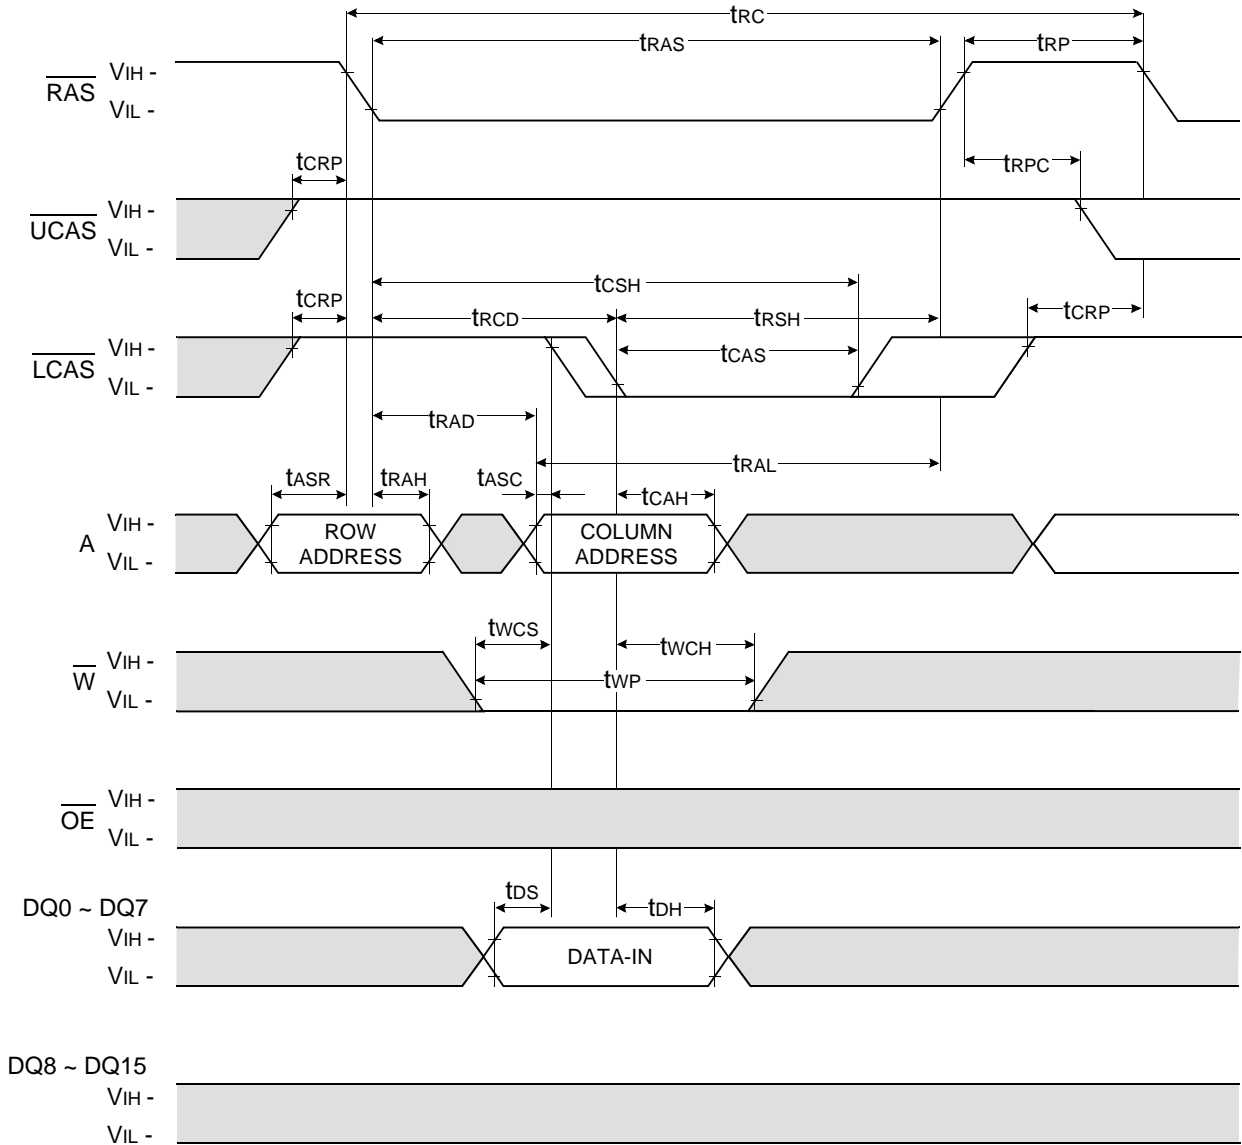 tRC
tRAS
tRP
RAS
VIH -
VIL -
tCRP
tRPC
UCAS
VIH -
VIL -
tCSH
tCRP
tRCD
tRSH
tCRP
LCAS
VIH -
VIL -
tCAS
tRAD
tRAL
tASR
tRAH
tASC
tCAH
A
VIH -
VIL -
ROW
ADDRESS
COLUMN
ADDRESS
tWCS
tWCH
W
VIH -
VIL -
tWP
OE
VIH -
VIL -
tDS
tDH
DQ0 ~ DQ7
VIH -
VIL -
DATA-IN
DQ8 ~ DQ15
VIH -
VIL -